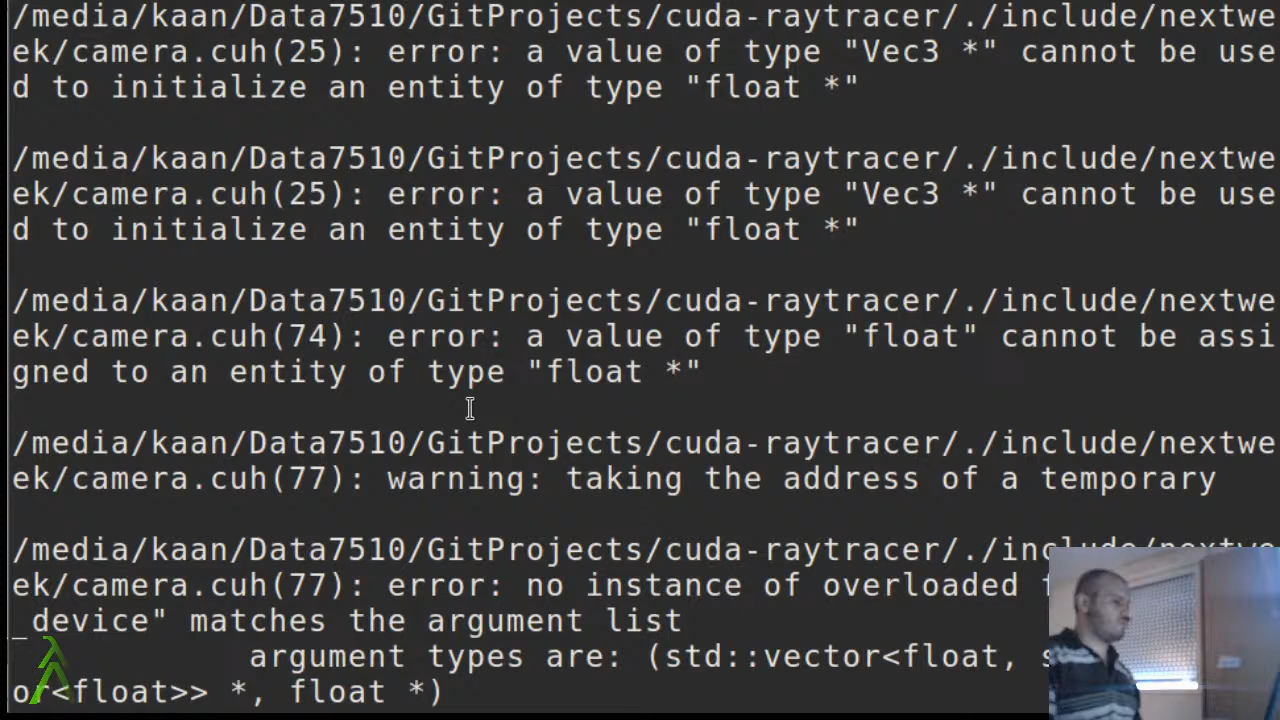 /media/kaan/Data7510/GitProjects/cuda-raytracer/./include/nextwe
ek/camera.cuh(25): error: a value of type "Vec3 *" cannot be use
d to initialize an entity of type "float *"
/media/kaan/Data7510/GitProjects/cuda-raytracer/./include/nextwe
ek/camera.cuh(25): error: a value of type "Vec3 *" cannot be use
d to initialize an entity of type "float *"
/media/kaan/Data7510/GitProjects/cuda-raytracer/./include/nextwe
ek/camera.cuh(74): error: a value of type "float" cannot be assi
gned to an entity of type "float *"
/media/kaan/Data7510/GitProjects/cuda-raytracer/./include/nextwe
ek/camera.cuh(77): warning: taking the address of a temporary
/media/kaan/Data7510/GitProjects/cuda-raytracer/./include/nextwe
ek/camera.cuh(77): error: no instance of overloaded
_device" matches the argument list
argument types are: (std::vector<float,
or<float>> *, float *)